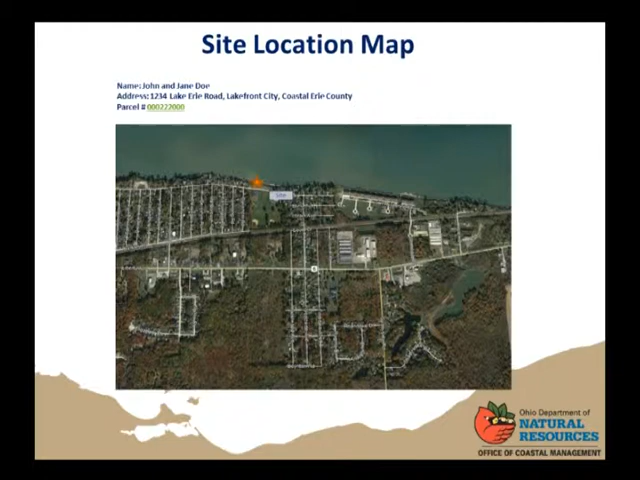 Site Location Map
Name: John and Jane Doe
Address: 1234 Lake Erie Road, Lakefront City, Coastal Erie County
Parcel # 000222000
Site
Ohio Department of
NATURAL
RESOURCES
OFFICE OF COASTAL MANAGEMENT